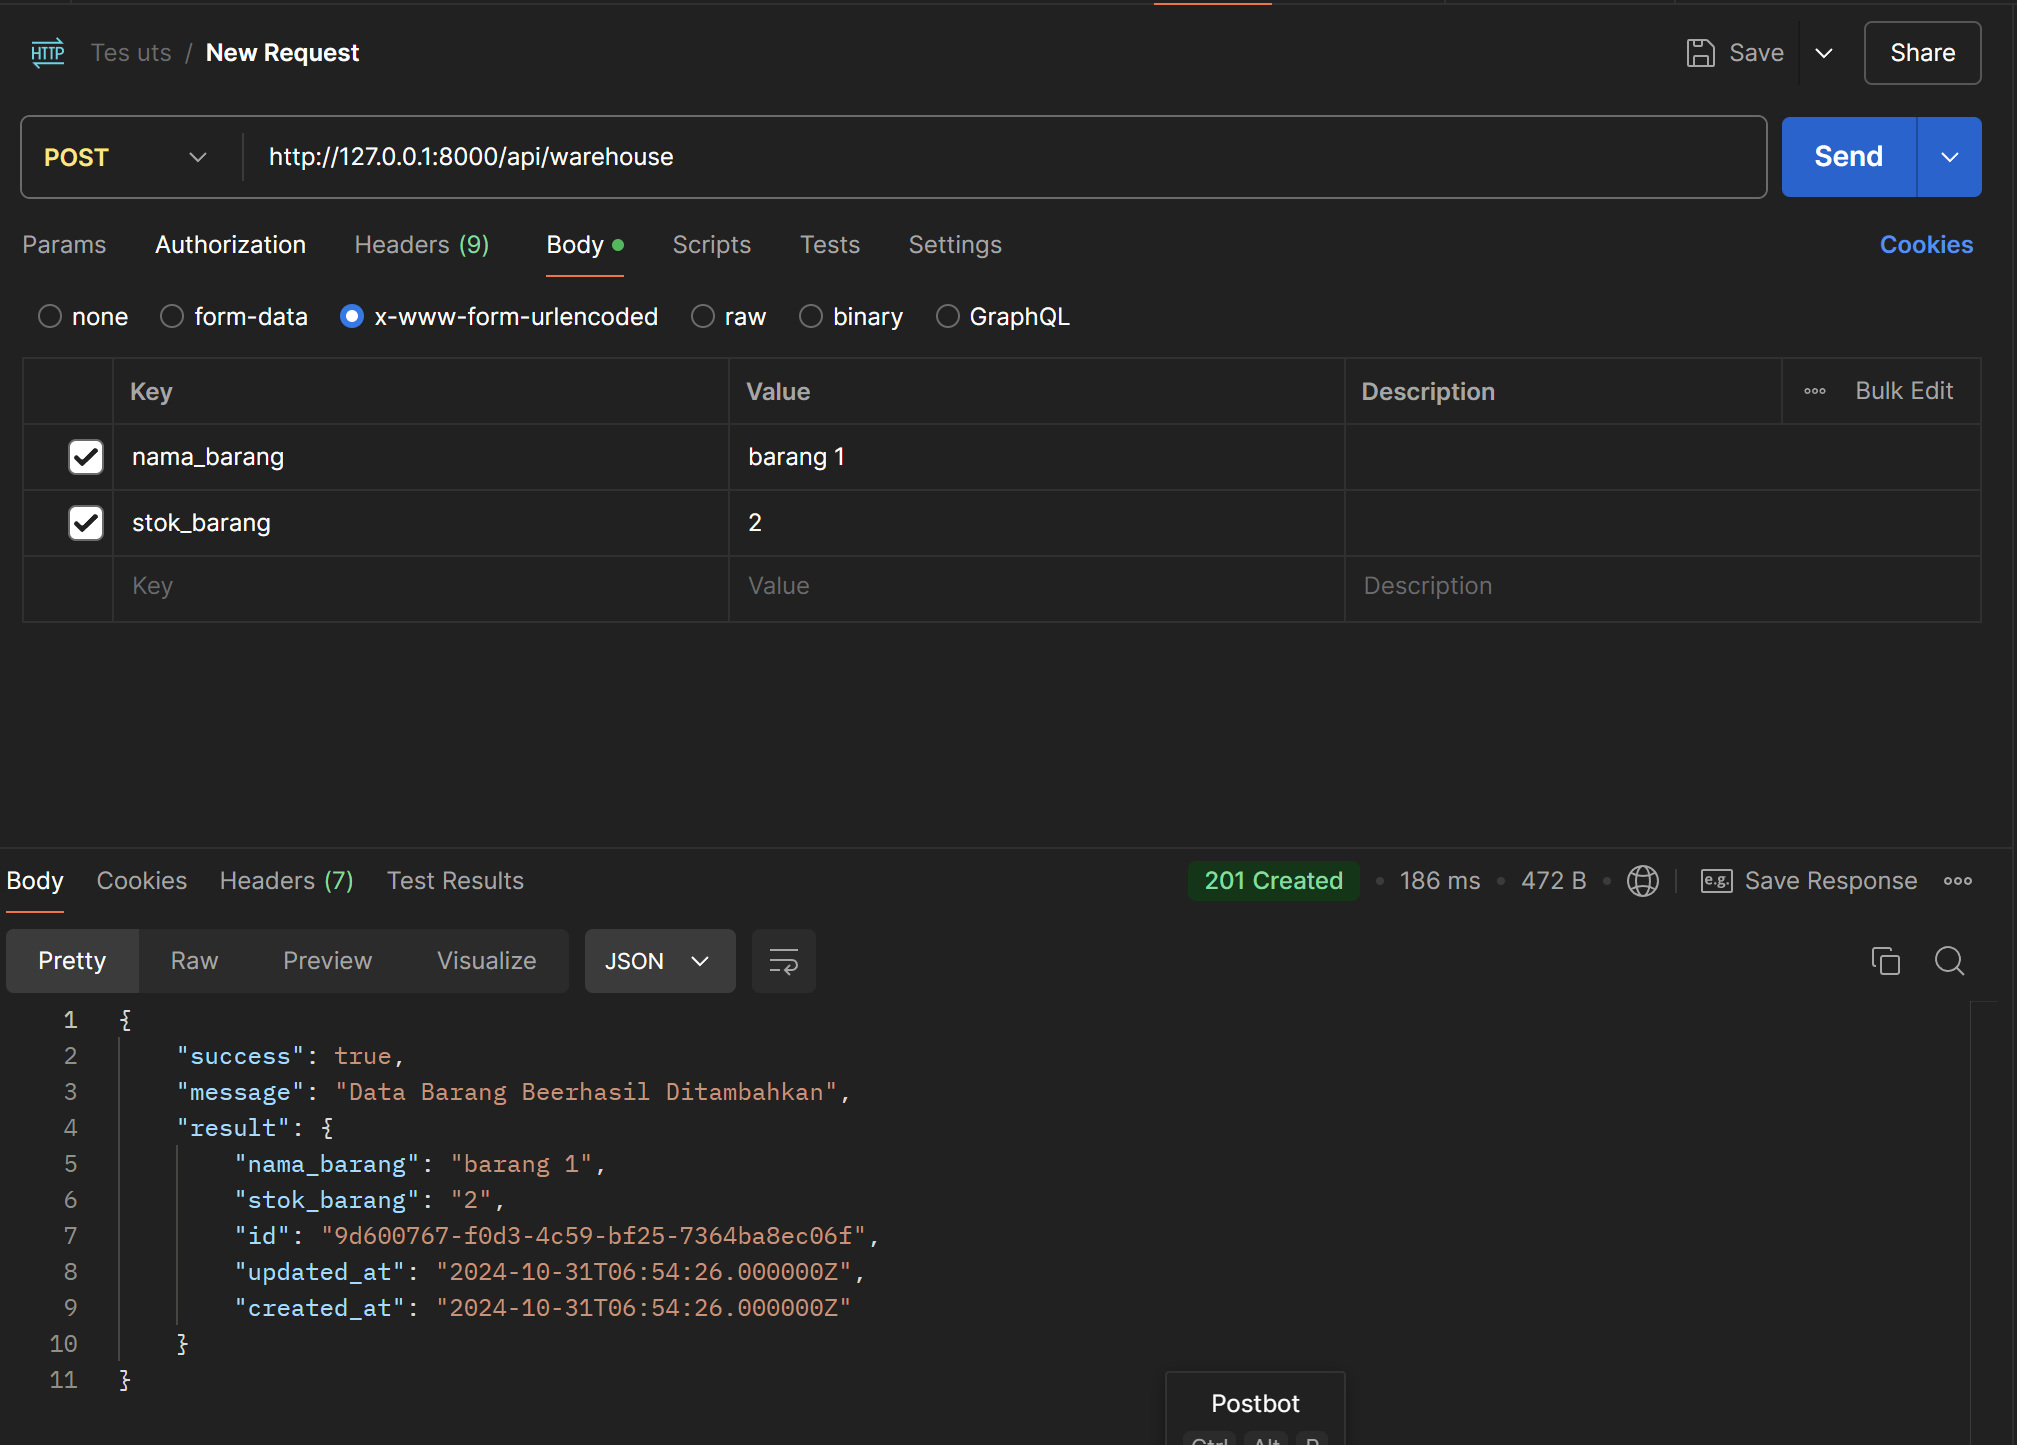 HTTP Tes uts / New Request Save Share
POST http://127.0.0.1:8000/api/warehouse Send
Params Authorization Headers (9) Body Scripts Tests Settings Cookies
none form-data x-www-form-urlencoded raw binary GraphQL
Key Value Description Bulk Edit
nama_barang barang 1
stok_barang 2
Key Value Description
Body Cookies Headers (7) Test Results 201 Created 186 ms 472 B e.g. Save Response
Pretty Raw Preview Visualize JSON
1 {
2 "success": true,
3 "message": "Data Barang Beerhasil Ditambahkan",
4 "result": {
5 "nama_barang": "barang 1",
6 "stok_barang": "2",
7 "id": "9d600767-f0d3-4c59-bf25-7364ba8ec06f",
8 "updated_at": "2024-10-31T06:54:26.000000Z",
9 "created_at": "2024-10-31T06:54:26.000000Z"
10 }
11 }
Postbot
Ctrl Alt P